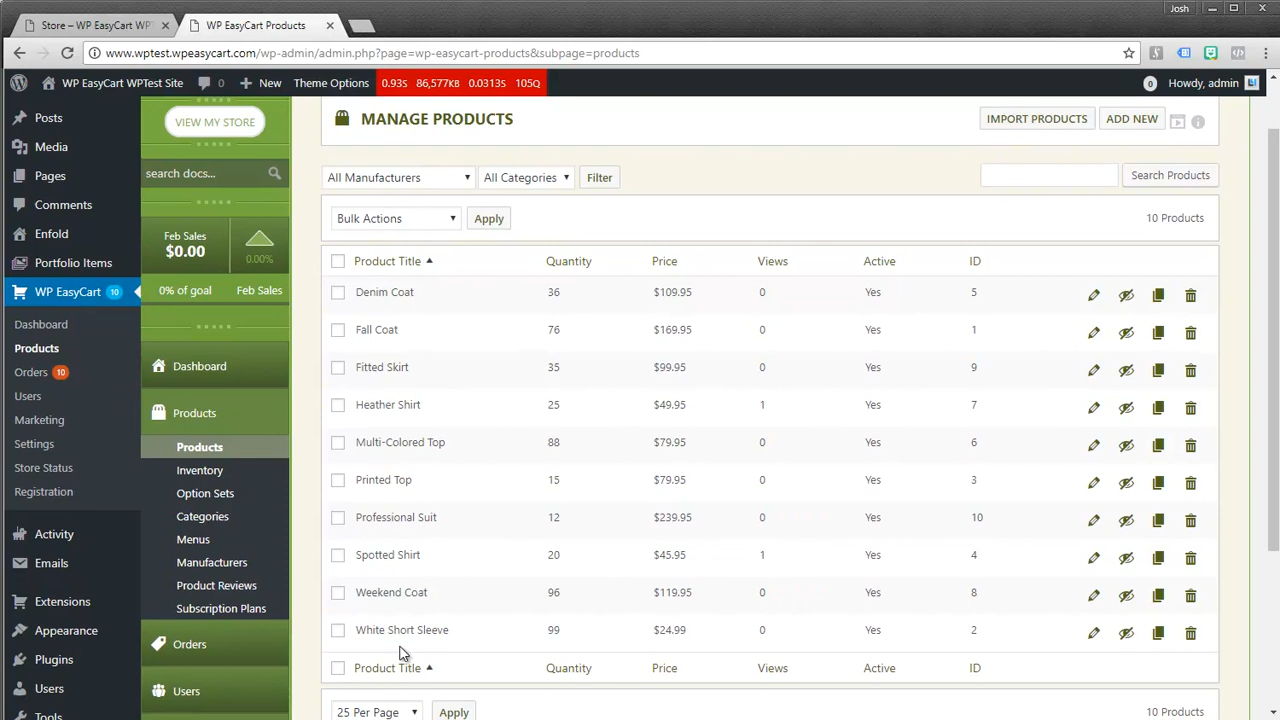 Josh
Store – WP EasyCart WPT
WP EasyCart Products
www.wptest.wpeasycart.com/wp-admin/admin.php?page=wp-easycart-products&subpage=products
WP EasyCart WPTest Site
0
New
Theme Options
0.93s 86,577KB 0.0313s 105Q
0
Howdy, admin
Posts
Media
Pages
Comments
Enfold
Portfolio Items
WP EasyCart 10
Dashboard
Products
Orders 10
Users
Marketing
Settings
Store Status
Registration
Activity
Emails
Extensions
Appearance
Plugins
Users
Tools
VIEW MY STORE
search docs...
Feb Sales
$0.00
0.00%
0% of goal
Feb Sales
Dashboard
Products
Products
Inventory
Option Sets
Categories
Menus
Manufacturers
Product Reviews
Subscription Plans
Orders
Users
MANAGE PRODUCTS
IMPORT PRODUCTS
ADD NEW
All Manufacturers
All Categories
Filter
Search Products
Bulk Actions
Apply
10 Products
Product Title Quantity Price Views Active ID
Denim Coat 36 $109.95 0 Yes 5
Fall Coat 76 $169.95 0 Yes 1
Fitted Skirt 35 $99.95 0 Yes 9
Heather Shirt 25 $49.95 1 Yes 7
Multi-Colored Top 88 $79.95 0 Yes 6
Printed Top 15 $79.95 0 Yes 3
Professional Suit 12 $239.95 0 Yes 10
Spotted Shirt 20 $45.95 1 Yes 4
Weekend Coat 96 $119.95 0 Yes 8
White Short Sleeve 99 $24.99 0 Yes 2
Product Title Quantity Price Views Active ID
25 Per Page
Apply
10 Products